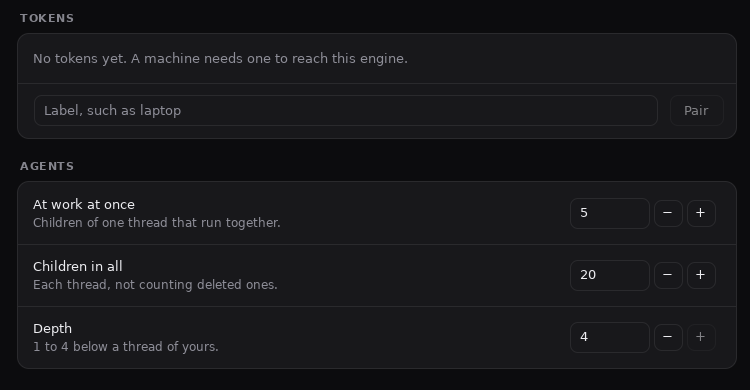 TOKENS
No tokens yet. A machine needs one to reach this engine.
Label, such as laptop
Pair
AGENTS
At work at once
Children of one thread that run together.
5 − +
Children in all
Each thread, not counting deleted ones.
20 − +
Depth
1 to 4 below a thread of yours.
4 − +